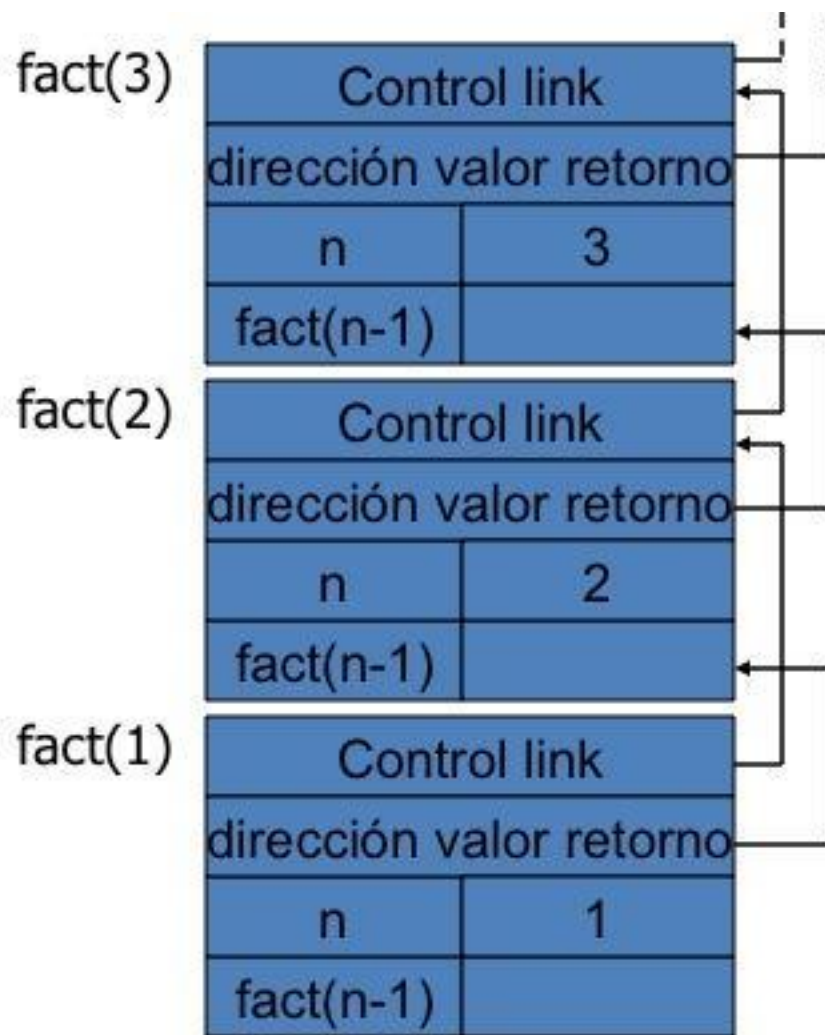 fact(3)
Control link
dirección valor retorno
n 3
fact(n-1)
fact(2)
Control link
dirección valor retorno
n 2
fact(n-1)
fact(1)
Control link
dirección valor retorno
n 1
fact(n-1)